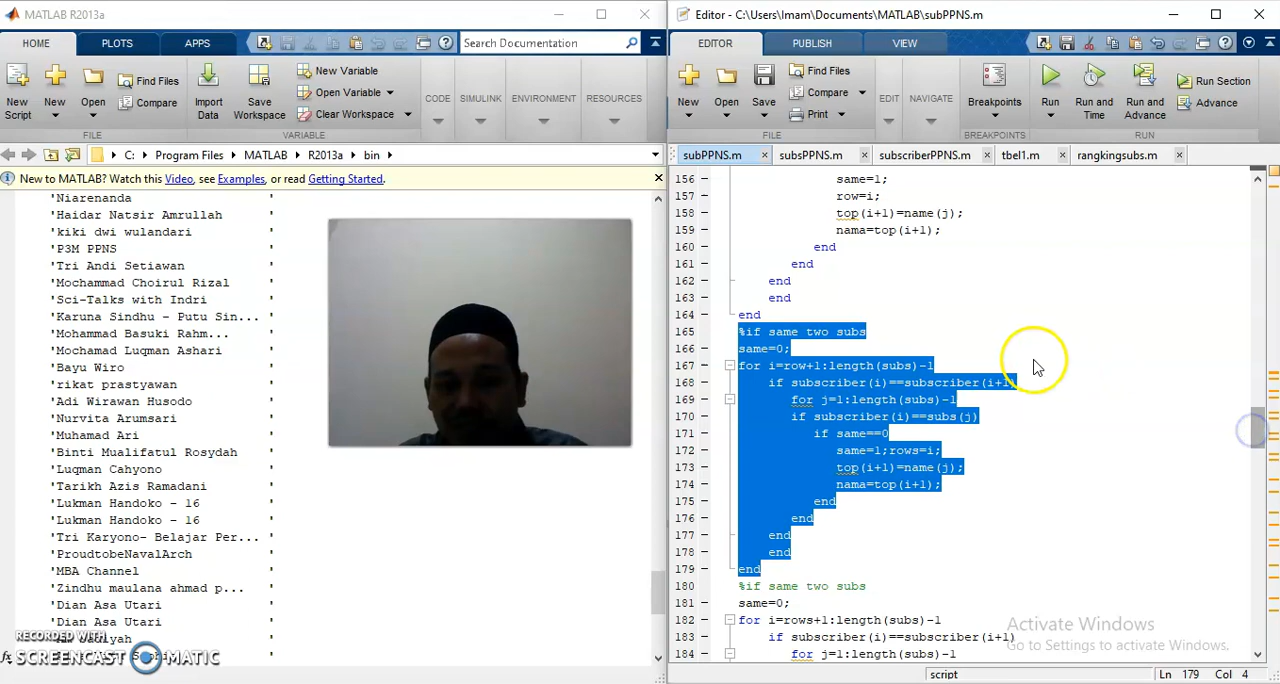 MATLAB R2013a
HOME PLOTS APPS Search Documentation
New Script New Open Find Files Compare Import Data Save Workspace New Variable Open Variable Clear Workspace CODE SIMULINK ENVIRONMENT RESOURCES
FILE VARIABLE
C: Program Files MATLAB R2013a bin
New to MATLAB? Watch this Video, see Examples, or read Getting Started.
'Niarenanda '
'Haidar Natsir Amrullah '
'kiki dwi wulandari '
'P3M PPNS '
'Tri Andi Setiawan '
'Mochammad Choirul Rizal '
'Sci-Talks with Indri '
'Karuna Sindhu - Putu Sin... '
'Mohammad Basuki Rahm... '
'Mochamad Luqman Ashari '
'Bayu Wiro '
'rikat prastyawan '
'Adi Wirawan Husodo '
'Nurvita Arumsari '
'Muhamad Ari '
'Binti Mualifatul Rosydah '
'Luqman Cahyono '
'Tarikh Azis Ramadani '
'Lukman Handoko - 16 '
'Lukman Handoko - 16 '
'Tri Karyono- Belajar Per... '
'ProudtobeNavalArch '
'MBA Channel '
'Zindhu maulana ahmad p... '
'Dian Asa Utari '
'Dian Asa Utari '
RECORDED WITH
SCREENCAST MATIC
fx
Editor - C:\Users\Imam\Documents\MATLAB\subPPNS.m
EDITOR PUBLISH VIEW
New Open Save Find Files Compare Print EDIT NAVIGATE Breakpoints Run Run and Time Run and Advance Run Section Advance
FILE BREAKPOINTS RUN
subPPNS.m subsPPNS.m subscriberPPNS.m tbel1.m rangkingsubs.m
156 same=1;
157 row=i;
158 top(i+1)=name(j);
159 nama=top(i+1);
160 end
161 end
162 end
163 end
164 end
165 %if same two subs
166 same=0;
167 for i=row+1:length(subs)-1
168 if subscriber(i)==subscriber(i+1)
169 for j=1:length(subs)-1
170 if subscriber(i)==subs(j)
171 if same==0
172 same=1;rows=i;
173 top(i+1)=name(j);
174 nama=top(i+1);
175 end
176 end
177 end
178 end
179 end
180 %if same two subs
181 same=0;
182 for i=rows+1:length(subs)-1
183 if subscriber(i)==subscriber(i+1)
184 for j=1:length(subs)-1
Activate Windows
Go to Settings to activate Windows.
script Ln 179 Col 4